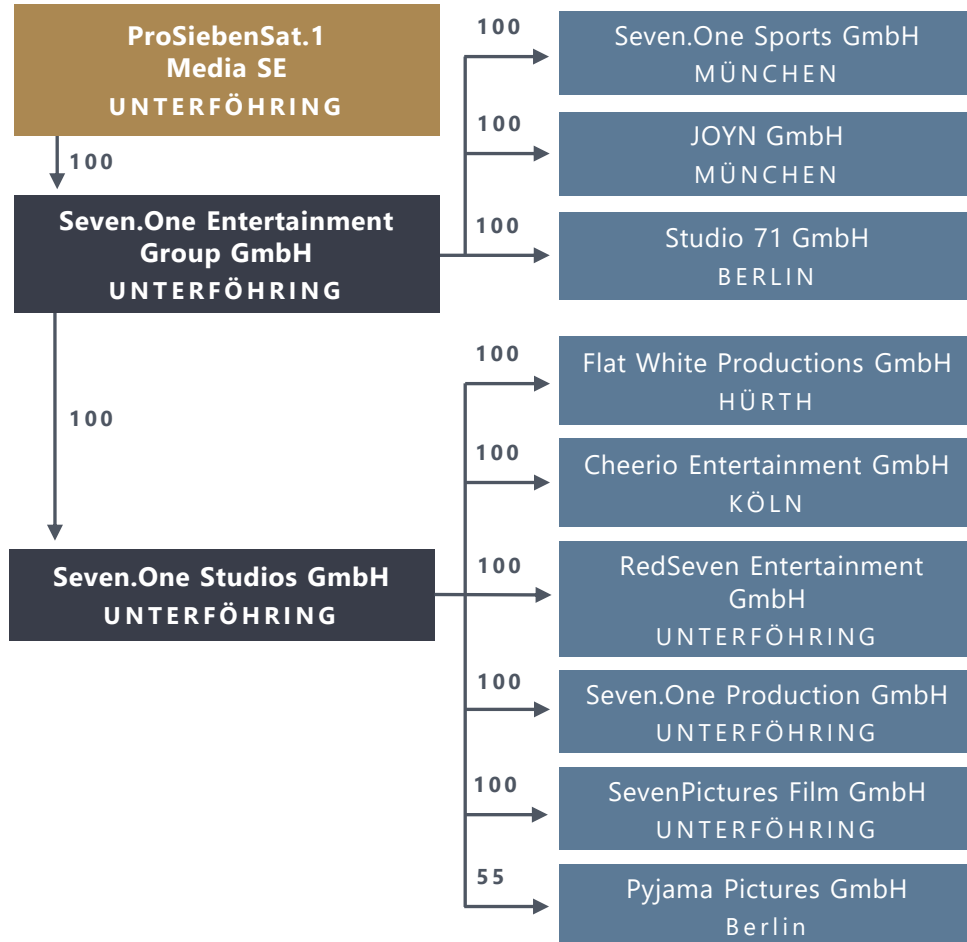 ProSiebenSat.1
Media SE
UNTERFÖHRING
100
Seven.One Entertainment
Group GmbH
UNTERFÖHRING
100
Seven.One Sports GmbH
MÜNCHEN
100
JOYN GmbH
MÜNCHEN
100
Studio 71 GmbH
BERLIN
100
Seven.One Studios GmbH
UNTERFÖHRING
100
Flat White Productions GmbH
HÜRTH
100
Cheerio Entertainment GmbH
KÖLN
100
RedSeven Entertainment
GmbH
UNTERFÖHRING
100
Seven.One Production GmbH
UNTERFÖHRING
100
SevenPictures Film GmbH
UNTERFÖHRING
55
Pyjama Pictures GmbH
Berlin